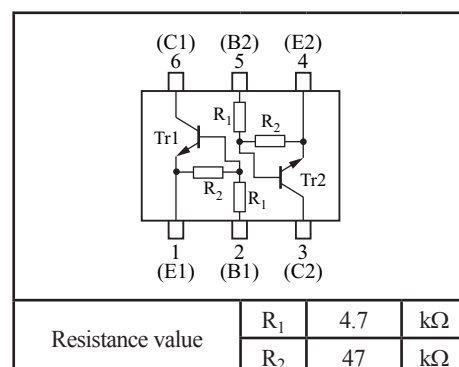 (C1) (B2) (E2)
6 5 4
R₁
R₂
Tr1
Tr2
R₂
R₁
1 2 3
(E1) (B1) (C2)
Resistance value R₁ 4.7 kΩ
R₂ 47 kΩ